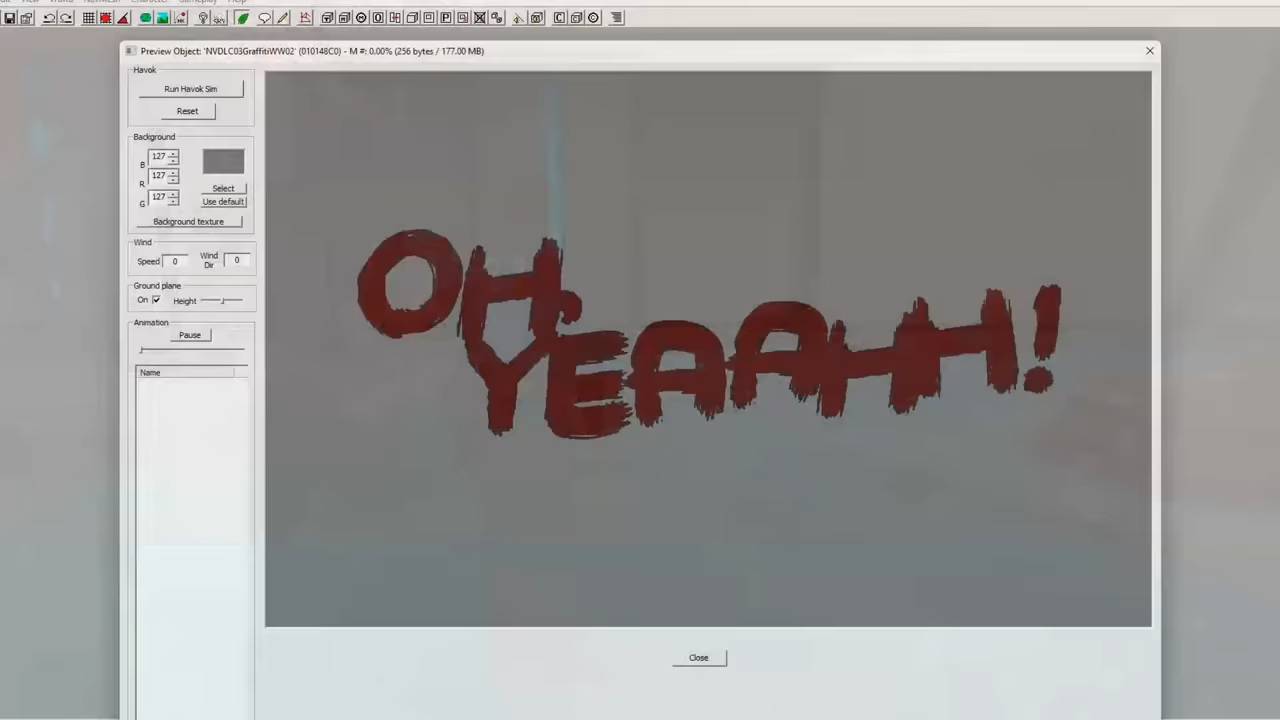 Preview Object: 'NVDLC03GraffitiWW02' (010148C0) - M #: 0.00% (256 bytes / 177.00 MB)
Havok
Run Havok Sim
Reset
Background
B 127
R 127
G 127
Select
Use default
Background texture
Wind
Speed 0 Wind Dir 0
Ground plane
On Height
Animation
Pause
Name
OH,
YEAAHH!
Close